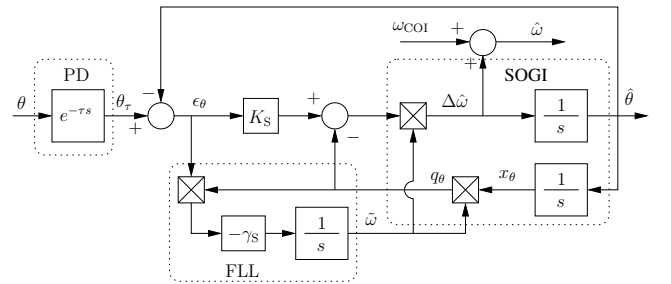 ω_COI + ω̂
+
PD SOGI
θ e^{−τs} θ_τ − + ϵ_θ K_S + − Δω̂ 1/s θ̂
q_θ x_θ 1/s
−γ_S 1/s ω̃
FLL